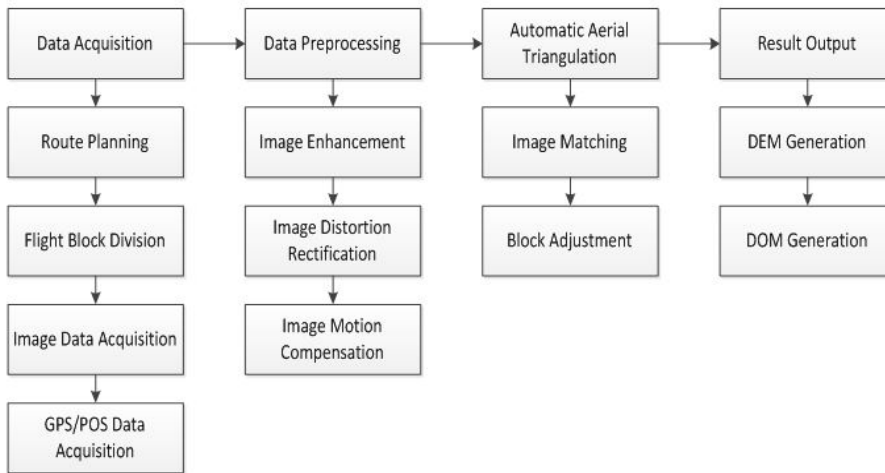 Data Acquisition
Data Preprocessing
Automatic Aerial
Triangulation
Result Output
Route Planning
Image Enhancement
Image Matching
DEM Generation
Flight Block Division
Image Distortion
Rectification
Block Adjustment
DOM Generation
Image Data Acquisition
Image Motion
Compensation
GPS/POS Data
Acquisition